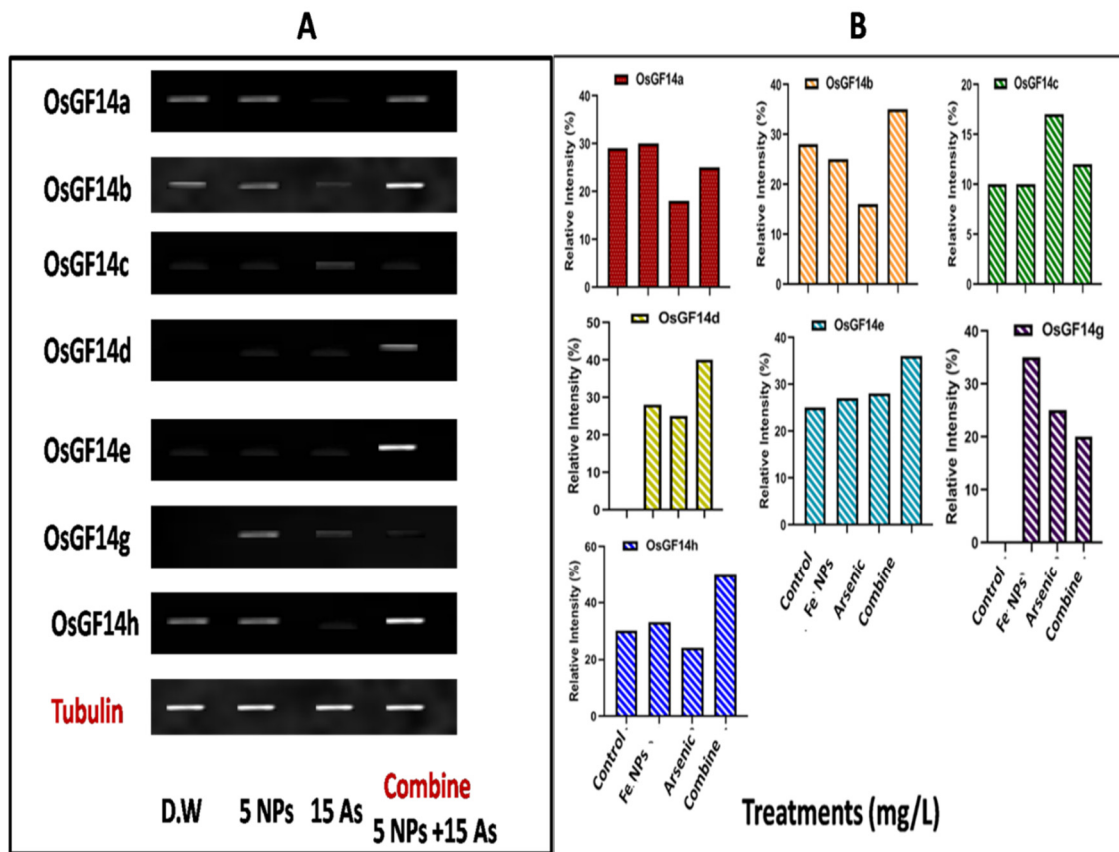 A
B
OsGF14a
OsGF14b
OsGF14c
OsGF14d
OsGF14e
OsGF14g
OsGF14h
Tubulin
D.W
5 NPs
15 As
Combine
5 NPs +15 As
OsGF14a
Relative Intensity (%)
40
30
20
10
0
OsGF14b
Relative Intensity (%)
40
30
20
10
0
OsGF14c
Relative Intensity (%)
20
15
10
5
0
OsGF14d
Relative Intensity (%)
50
40
30
20
10
0
OsGF14e
Relative Intensity (%)
40
30
20
10
0
Control
Fe NPs
Arsenic
Combine
OsGF14g
Relative Intensity (%)
40
30
20
10
0
Control
Fe NPs
Arsenic
Combine
OsGF14h
Relative Intensity (%)
60
40
20
0
Control
Fe NPs
Arsenic
Combine
Treatments (mg/L)